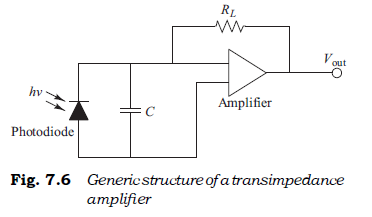 R_L
V_out
hν
C
Amplifier
Photodiode
Fig. 7.6 Generic structure of a transimpedance
amplifier